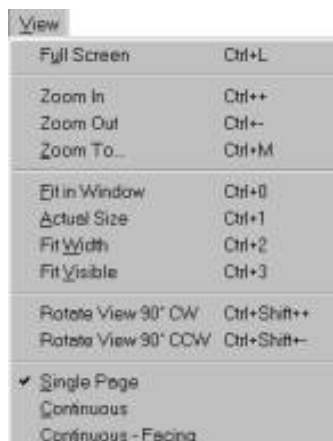 View
Full Screen Ctrl+L
Zoom In Ctrl++
Zoom Out Ctrl+-
Zoom To... Ctrl+M
Fit in Window Ctrl+0
Actual Size Ctrl+1
Fit Width Ctrl+2
Fit Visible Ctrl+3
Rotate View 90° CW Ctrl+Shift++
Rotate View 90° CCW Ctrl+Shift+-
Single Page
Continuous
Continuous - Facing